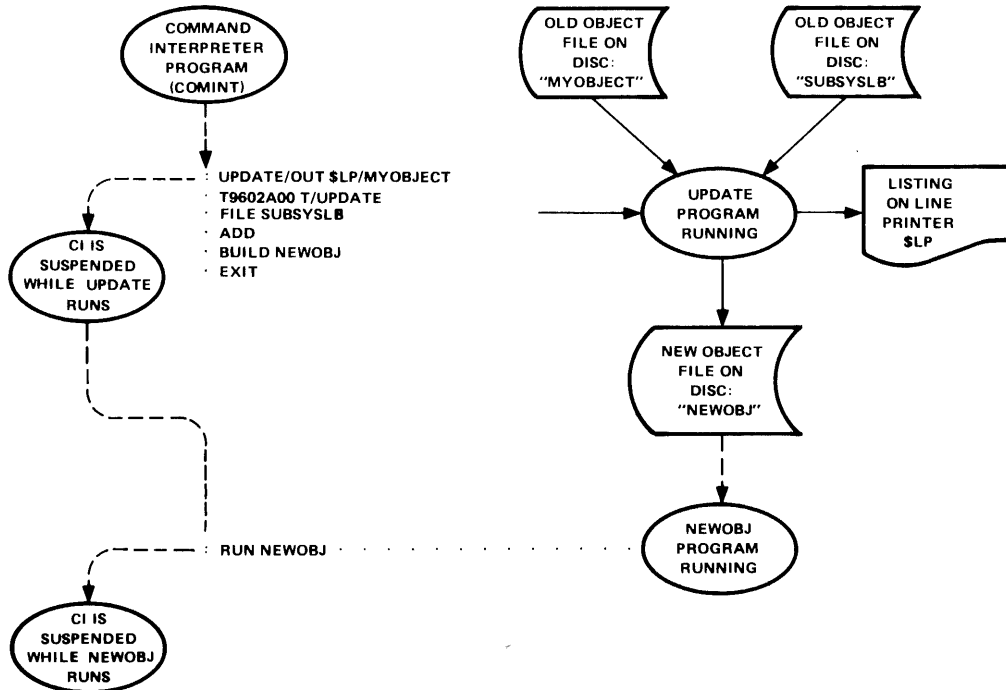 COMMAND
INTERPRETER
PROGRAM
(COMINT)
OLD OBJECT
FILE ON
DISC:
"MYOBJECT"
OLD OBJECT
FILE ON
DISC:
"SUBSYSLB"
: UPDATE/OUT $LP/MYOBJECT
T9602A00 T/UPDATE
· FILE SUBSYSLB
· ADD
· BUILD NEWOBJ
· EXIT
CI IS
SUSPENDED
WHILE UPDATE
RUNS
UPDATE
PROGRAM
RUNNING
LISTING
ON LINE
PRINTER
$LP
NEW OBJECT
FILE ON
DISC:
"NEWOBJ"
: RUN NEWOBJ
NEWOBJ
PROGRAM
RUNNING
CI IS
SUSPENDED
WHILE NEWOBJ
RUNS